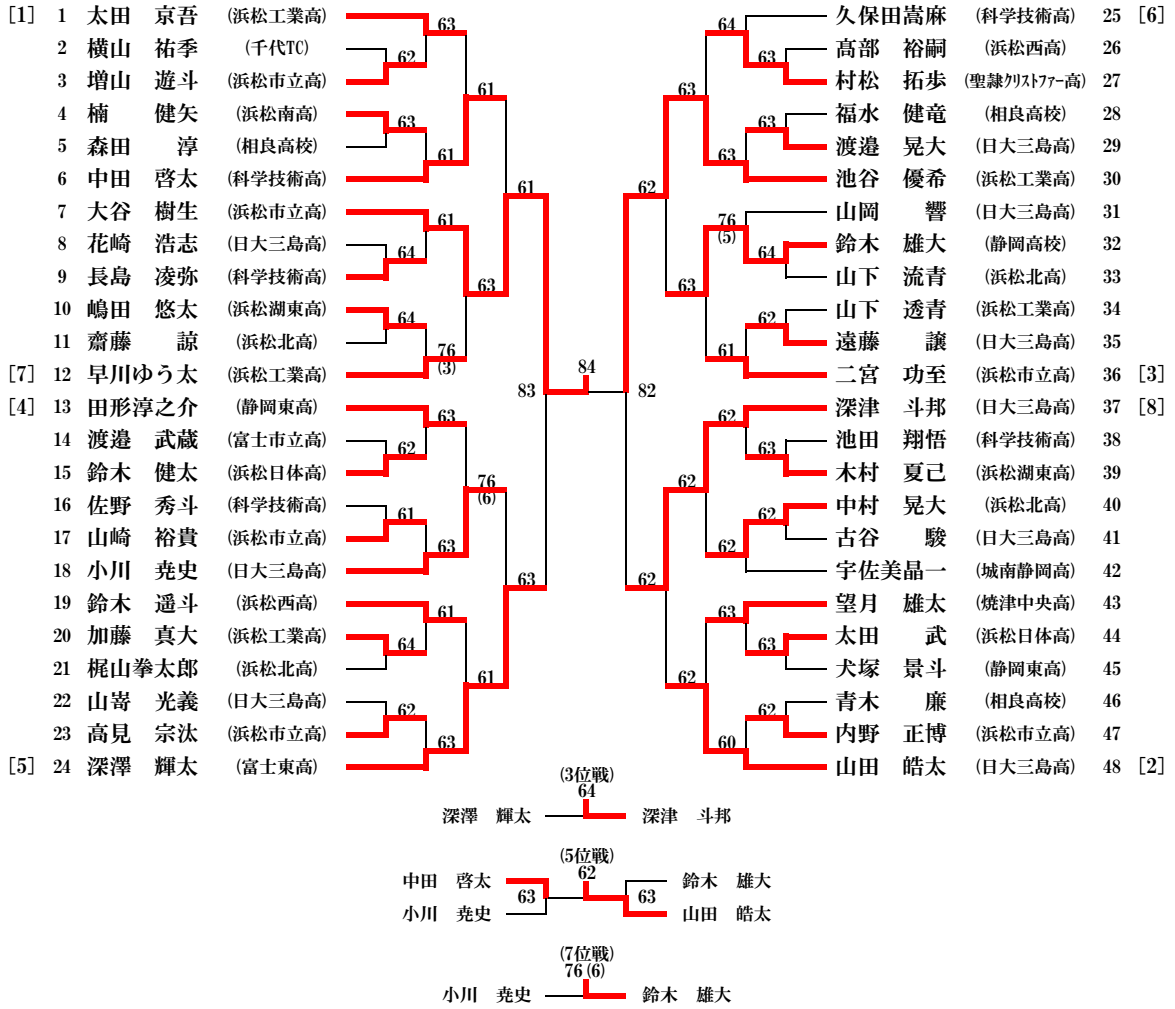 [1] 1 太田 京吾 (浜松工業高)
2 横山 祐季 (千代TC)
3 増山 遊斗 (浜松市立高)
4 楠 健矢 (浜松南高)
5 森田 淳 (相良高校)
6 中田 啓太 (科学技術高)
7 大谷 樹生 (浜松市立高)
8 花崎 浩志 (日大三島高)
9 長島 凌弥 (科学技術高)
10 嶋田 悠太 (浜松湖東高)
11 齋藤 諒 (浜松北高)
[7] 12 早川ゆう太 (浜松工業高)
[4] 13 田形淳之介 (静岡東高)
14 渡邉 武蔵 (富士市立高)
15 鈴木 健太 (浜松日体高)
16 佐野 秀斗 (科学技術高)
17 山崎 裕貴 (浜松市立高)
18 小川 尭史 (日大三島高)
19 鈴木 遥斗 (浜松西高)
20 加藤 真大 (浜松工業高)
21 梶山拳太郎 (浜松北高)
22 山嵜 光義 (日大三島高)
23 高見 宗汰 (浜松市立高)
[5] 24 深澤 輝太 (富士東高)
63
62
63
61
61
64
64
76
(3)
63
62
61
63
61
64
62
63
61
63
76
(6)
61
61
63
83
84
82
62
62
63
63
62
62
64
63
63
63
76
(5)
64
62
61
62
63
62
62
63
63
62
60
久保田嵩麻 (科学技術高) 25 [6]
高部 裕嗣 (浜松西高) 26
村松 拓歩 (聖隷クリストファー高) 27
福水 健竜 (相良高校) 28
渡邉 晃大 (日大三島高) 29
池谷 優希 (浜松工業高) 30
山岡 響 (日大三島高) 31
鈴木 雄大 (静岡高校) 32
山下 流青 (浜松北高) 33
山下 透青 (浜松工業高) 34
遠藤 譲 (日大三島高) 35
二宮 功至 (浜松市立高) 36 [3]
深津 斗邦 (日大三島高) 37 [8]
池田 翔悟 (科学技術高) 38
木村 夏己 (浜松湖東高) 39
中村 晃大 (浜松北高) 40
古谷 駿 (日大三島高) 41
宇佐美晶一 (城南静岡高) 42
望月 雄太 (焼津中央高) 43
太田 武 (浜松日体高) 44
犬塚 景斗 (静岡東高) 45
青木 廉 (相良高校) 46
内野 正博 (浜松市立高) 47
山田 皓太 (日大三島高) 48 [2]
(3位戦)
64
深澤 輝太 深津 斗邦
(5位戦)
62
中田 啓太 鈴木 雄大
63 63
小川 尭史 山田 皓太
(7位戦)
76 (6)
小川 尭史 鈴木 雄大